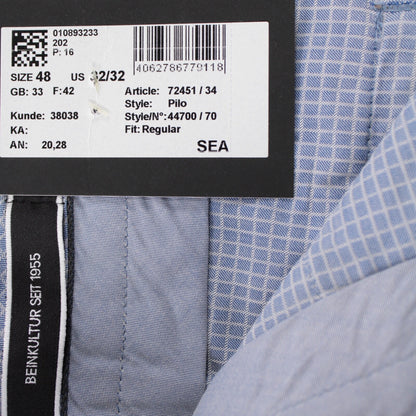 010893233
202
P: 16
4062786779118
SIZE 48 US 32/32
GB: 33 F: 42
Article: 72451 / 34
Style: Pilo
Kunde: 38038
Style/N°: 44700 / 70
KA:
Fit: Regular
AN: 20,28
SEA
BEINKULTUR SEIT 1955